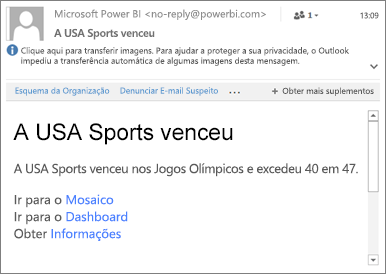 Microsoft Power BI <no-reply@powerbi.com>
1
13:09
A USA Sports venceu
Clique aqui para transferir imagens. Para ajudar a proteger a sua privacidade, o Outlook
impediu a transferência automática de algumas imagens desta mensagem.
Esquema da Organização Denunciar E-mail Suspeito ... + Obter mais suplementos
A USA Sports venceu
A USA Sports venceu nos Jogos Olímpicos e excedeu 40 em 47.
Ir para o Mosaico
Ir para o Dashboard
Obter Informações